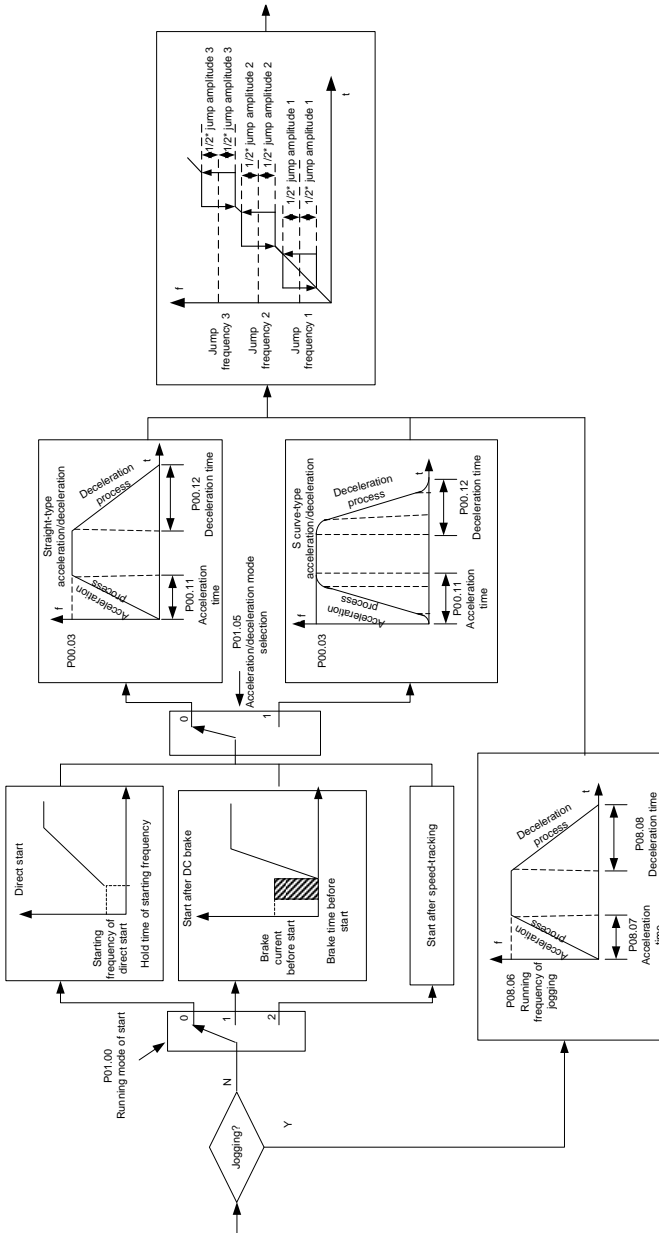 Jogging?
N
Y
P01.00
Running mode of start
0
1
2
Direct start
Starting
frequency of
direct start
Hold time of starting frequency
Start after DC brake
Brake
current
before start
Brake time before
start
Start after speed-tracking
P01.05
Acceleration/deceleration mode
selection
0
1
Straight-type
acceleration/deceleration
f
P00.03
Acceleration
process
Deceleration
process
t
P00.11
Acceleration
time
P00.12
Deceleration time
S curve-type
acceleration/deceleration
f
P00.03
Acceleration
process
Deceleration
process
t
P00.11
Acceleration
time
P00.12
Deceleration time
P08.06
Running
frequency of
jogging
f
Acceleration
process
Deceleration
process
t
P08.07
Acceleration
time
P08.08
Deceleration time
f
Jump
frequency 3
Jump
frequency 2
Jump
frequency 1
1/2* jump amplitude 3
1/2* jump amplitude 3
1/2* jump amplitude 2
1/2* jump amplitude 2
1/2* jump amplitude 1
1/2* jump amplitude 1
t